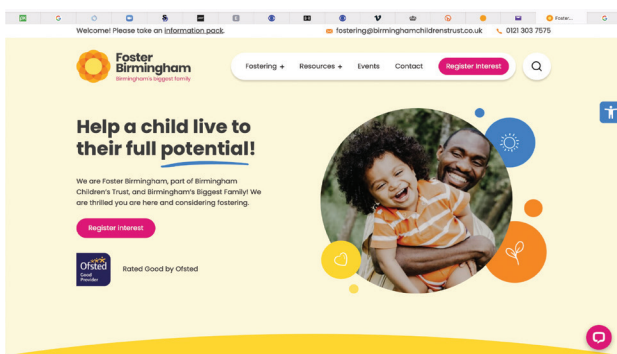 Foster...
Welcome! Please take an information pack.
fostering@birminghamchildrenstrust.co.uk
0121 303 7575
Foster
Birmingham
Birmingham's biggest family
Fostering +
Resources +
Events
Contact
Register Interest
Help a child live to
their full potential!
We are Foster Birmingham, part of Birmingham
Children's Trust, and Birmingham's Biggest Family! We
are thrilled you are here and considering fostering.
Register interest
Ofsted
Good
Provider
Rated Good by Ofsted